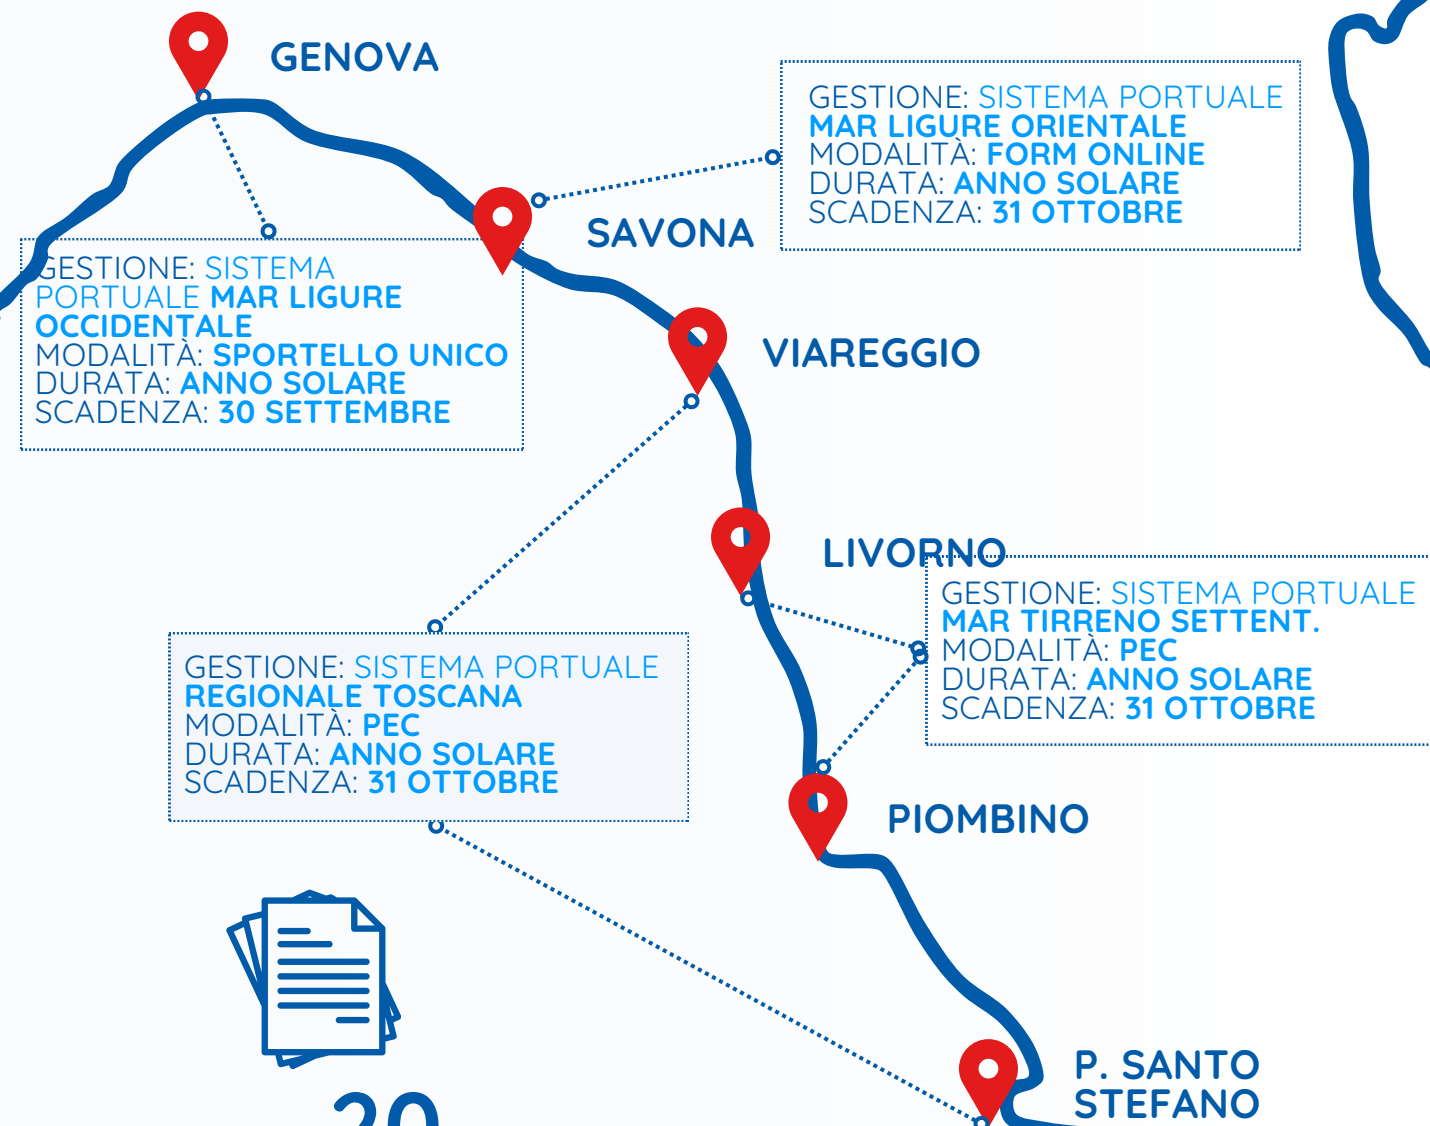 GENOVA
GESTIONE: SISTEMA PORTUALE
MAR LIGURE ORIENTALE
MODALITÀ: FORM ONLINE
DURATA: ANNO SOLARE
SCADENZA: 31 OTTOBRE
SAVONA
GESTIONE: SISTEMA
PORTUALE MAR LIGURE
OCCIDENTALE
MODALITÀ: SPORTELLO UNICO
DURATA: ANNO SOLARE
SCADENZA: 30 SETTEMBRE
VIAREGGIO
LIVORNO
GESTIONE: SISTEMA PORTUALE
MAR TIRRENO SETTENT.
MODALITÀ: PEC
DURATA: ANNO SOLARE
SCADENZA: 31 OTTOBRE
GESTIONE: SISTEMA PORTUALE
REGIONALE TOSCANA
MODALITÀ: PEC
DURATA: ANNO SOLARE
SCADENZA: 31 OTTOBRE
PIOMBINO
P. SANTO
STEFANO
20